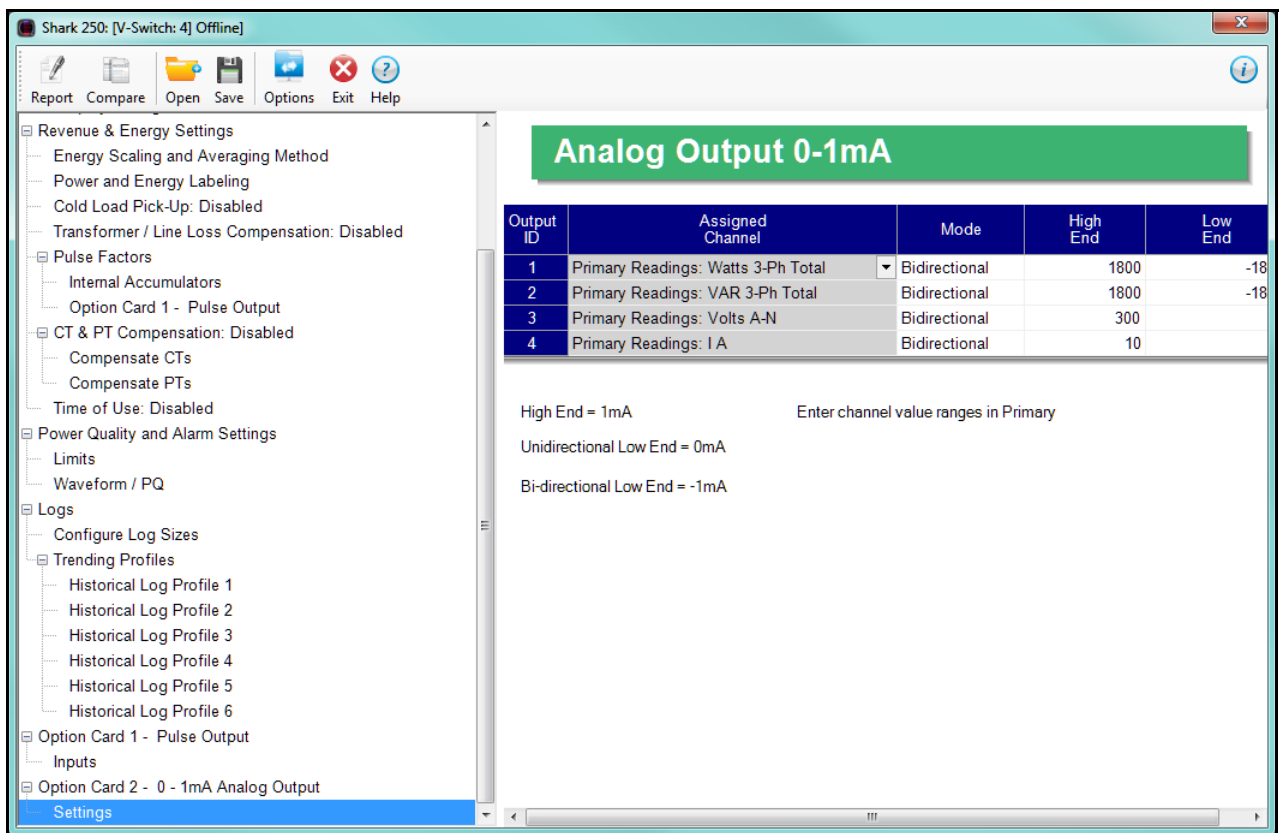 Shark 250: [V-Switch: 4] Offline]
Report Compare Open Save Options Exit Help
Revenue & Energy Settings
Energy Scaling and Averaging Method
Power and Energy Labeling
Cold Load Pick-Up: Disabled
Transformer / Line Loss Compensation: Disabled
Pulse Factors
Internal Accumulators
Option Card 1 - Pulse Output
CT & PT Compensation: Disabled
Compensate CTs
Compensate PTs
Time of Use: Disabled
Power Quality and Alarm Settings
Limits
Waveform / PQ
Logs
Configure Log Sizes
Trending Profiles
Historical Log Profile 1
Historical Log Profile 2
Historical Log Profile 3
Historical Log Profile 4
Historical Log Profile 5
Historical Log Profile 6
Option Card 1 - Pulse Output
Inputs
Option Card 2 - 0 - 1mA Analog Output
Settings
Analog Output 0-1mA
Output ID Assigned Channel Mode High End Low End
1 Primary Readings: Watts 3-Ph Total Bidirectional 1800 -18
2 Primary Readings: VAR 3-Ph Total Bidirectional 1800 -18
3 Primary Readings: Volts A-N Bidirectional 300
4 Primary Readings: I A Bidirectional 10
High End = 1mA Enter channel value ranges in Primary
Unidirectional Low End = 0mA
Bi-directional Low End = -1mA